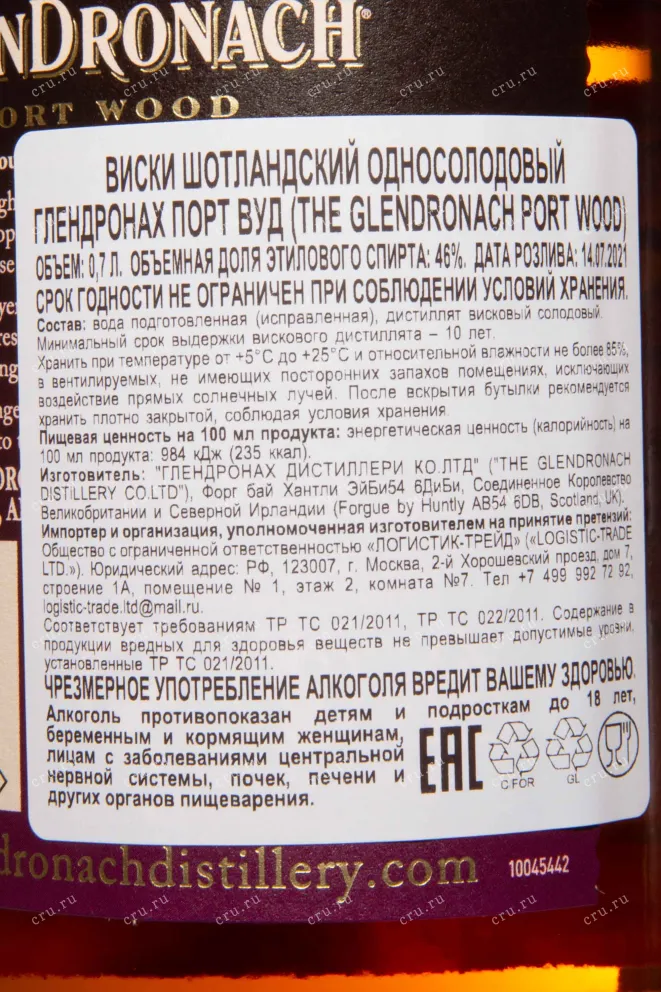 NDRONACH®
ORT WOOD
ВИСКИ ШОТЛАНДСКИЙ ОДНОСОЛОДОВЫЙ
ГЛЕНДРОНАХ ПОРТ ВУД (THE GLENDRONACH PORT WOOD)
ОБЪЕМ: 0,7 Л. ОБЪЕМНАЯ ДОЛЯ ЭТИЛОВОГО СПИРТА: 46%. ДАТА РОЗЛИВА: 14.07.2021
СРОК ГОДНОСТИ НЕ ОГРАНИЧЕН ПРИ СОБЛЮДЕНИИ УСЛОВИЙ ХРАНЕНИЯ.
Состав: вода подготовленная (исправленная), дистиллят висковый солодовый.
Минимальный срок выдержки вискового дистиллята – 10 лет.
Хранить при температуре от +5°С до +25°С и относительной влажности не более 85%,
в вентилируемых, не имеющих посторонних запахов помещениях, исключающих
воздействие прямых солнечных лучей. После вскрытия бутылки рекомендуется
хранить плотно закрытой, соблюдая условия хранения.
Пищевая ценность на 100 мл продукта: энергетическая ценность (калорийность) на
100 мл продукта: 984 кДж (235 ккал).
Изготовитель: "ГЛЕНДРОНАХ ДИСТИЛЛЕРИ КО.ЛТД" ("THE GLENDRONACH
DISTILLERY CO.LTD"), Форг бай Хантли ЭйБи54 6ДиБи, Соединенное Королевство
Великобритании и Северной Ирландии (Forgue by Huntly AB54 6DB, Scotland, UK).
Импортер и организация, уполномоченная изготовителем на принятие претензий:
Общество с ограниченной ответственностью «ЛОГИСТИК-ТРЕЙД» («LOGISTIC-TRADE
LTD.»). Юридический адрес: РФ, 123007, г. Москва, 2-й Хорошевский проезд, дом 7,
строение 1А, помещение № 1, этаж 2, комната №7. Тел +7 499 992 72 92,
logistic-trade.ltd@mail.ru.
Соответствует требованиям ТР ТС 021/2011, ТР ТС 022/2011. Содержание в
продукции вредных для здоровья веществ не превышает допустимые уровни,
установленные ТР ТС 021/2011.
ЧРЕЗМЕРНОЕ УПОТРЕБЛЕНИЕ АЛКОГОЛЯ ВРЕДИТ ВАШЕМУ ЗДОРОВЬЮ.
Алкоголь противопоказан детям и подросткам до 18 лет,
беременным и кормящим женщинам,
лицам с заболеваниями центральной
нервной системы, почек, печени и
других органов пищеварения.
ЕАС
C/FOR
GL
dronachdistillery.com
10045442
cru.ru